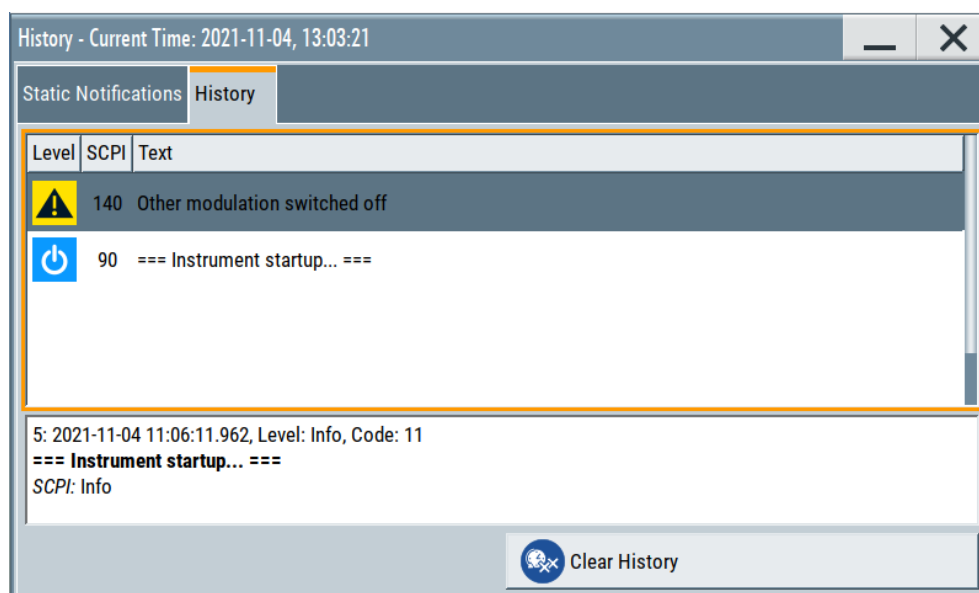 History - Current Time: 2021-11-04, 13:03:21
Static Notifications History
Level SCPI Text
140 Other modulation switched off
90 === Instrument startup... ===
5: 2021-11-04 11:06:11.962, Level: Info, Code: 11
=== Instrument startup... ===
SCPI: Info
Clear History